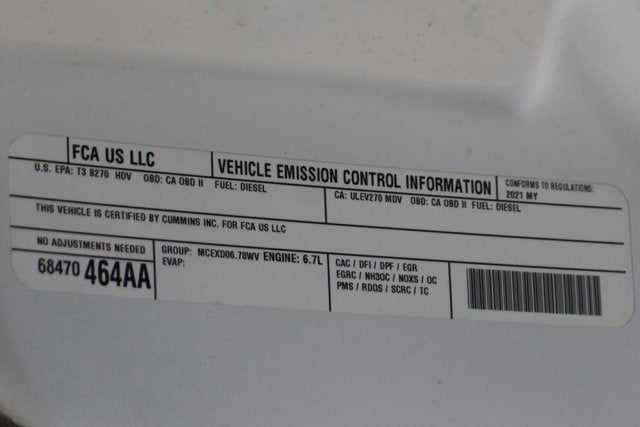 FCA US LLC
VEHICLE EMISSION CONTROL INFORMATION
CONFORMS TO REGULATIONS:
2021 MY
U.S. EPA: T3 B270 HDV OBD: CA OBD II FUEL: DIESEL
CA: ULEV270 MDV OBD: CA OBD II FUEL: DIESEL
THIS VEHICLE IS CERTIFIED BY CUMMINS INC. FOR FCA US LLC
NO ADJUSTMENTS NEEDED
68470 464AA
GROUP: MCEXD06.78WV ENGINE: 6.7L
EVAP:
CAC / DFI / DPF / EGR
EGRC / NH3OC / NOXS / OC
PMS / RDQS / SCRC / TC